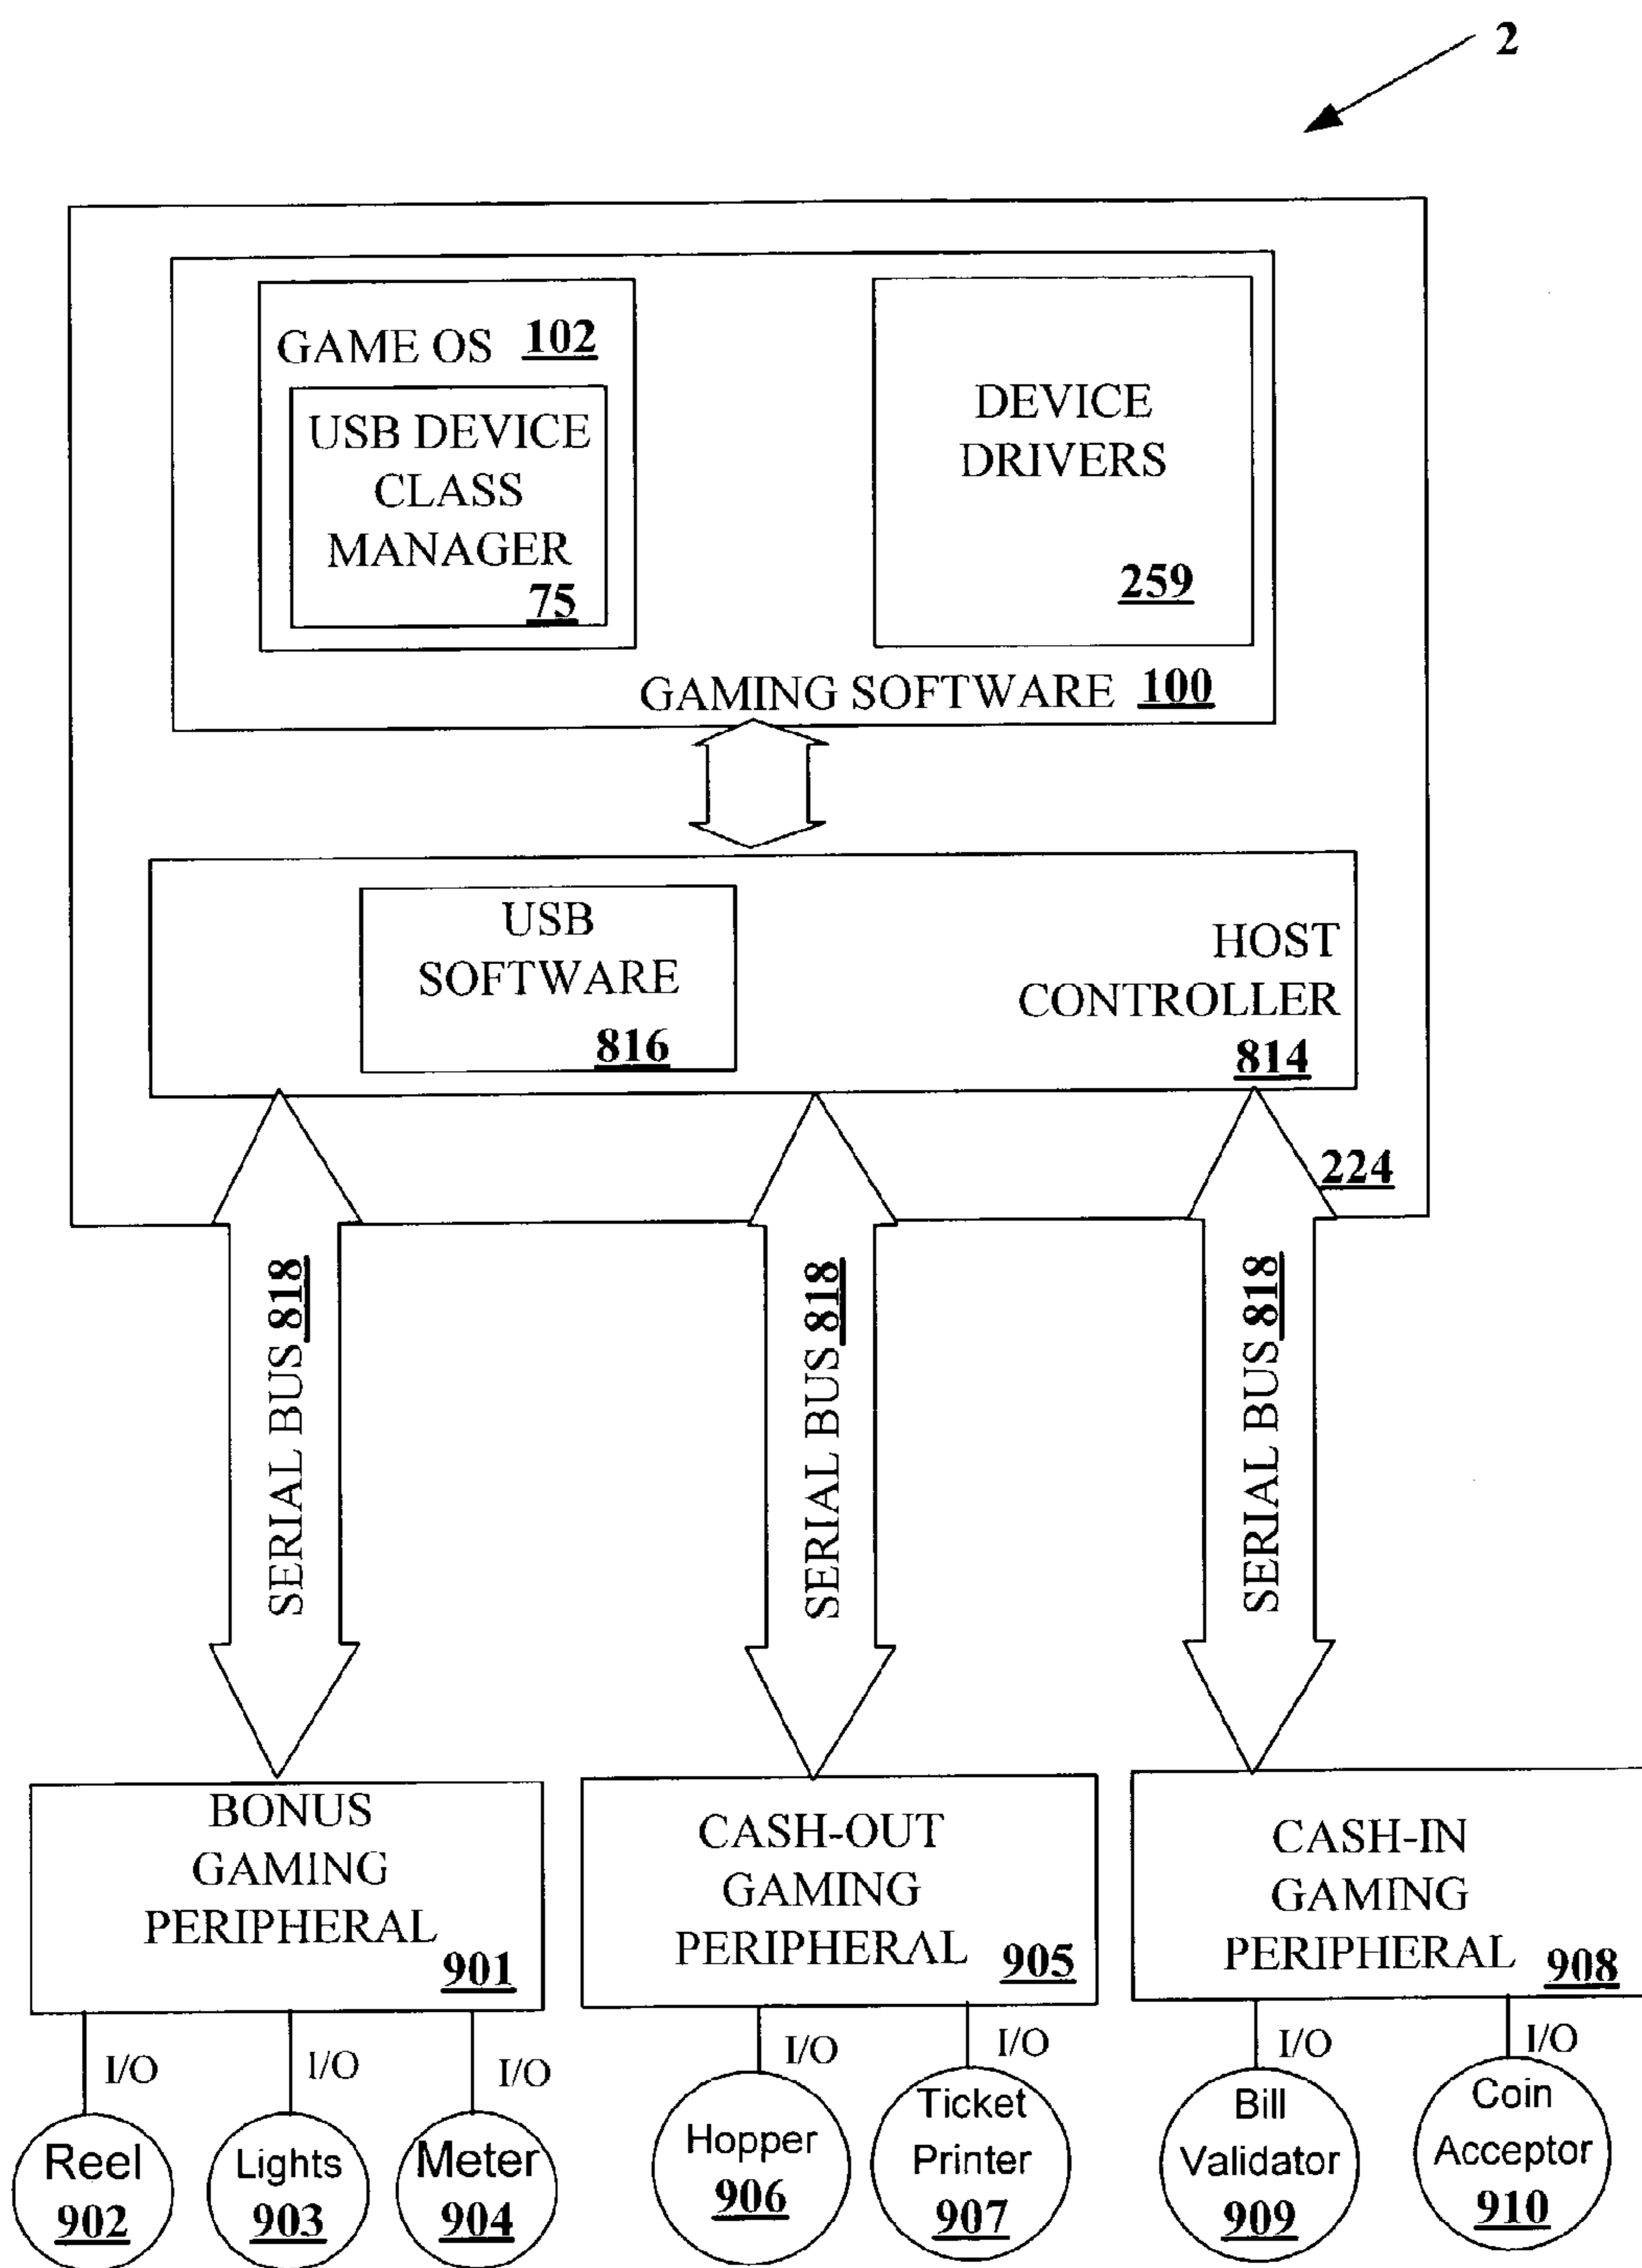 2
GAME OS 102
USB DEVICE
CLASS
MANAGER
75
DEVICE
DRIVERS
259
GAMING SOFTWARE 100
USB
SOFTWARE
816
HOST
CONTROLLER
814
224
SERIAL BUS 818
SERIAL BUS 818
SERIAL BUS 818
BONUS
GAMING
PERIPHERAL
901
CASH-OUT
GAMING
PERIPHERAL 905
CASH-IN
GAMING
PERIPHERAL 908
I/O
I/O
I/O
I/O
I/O
I/O
Reel
902
Lights
903
Meter
904
Hopper
906
Ticket
Printer
907
Bill
Validator
909
Coin
Acceptor
910